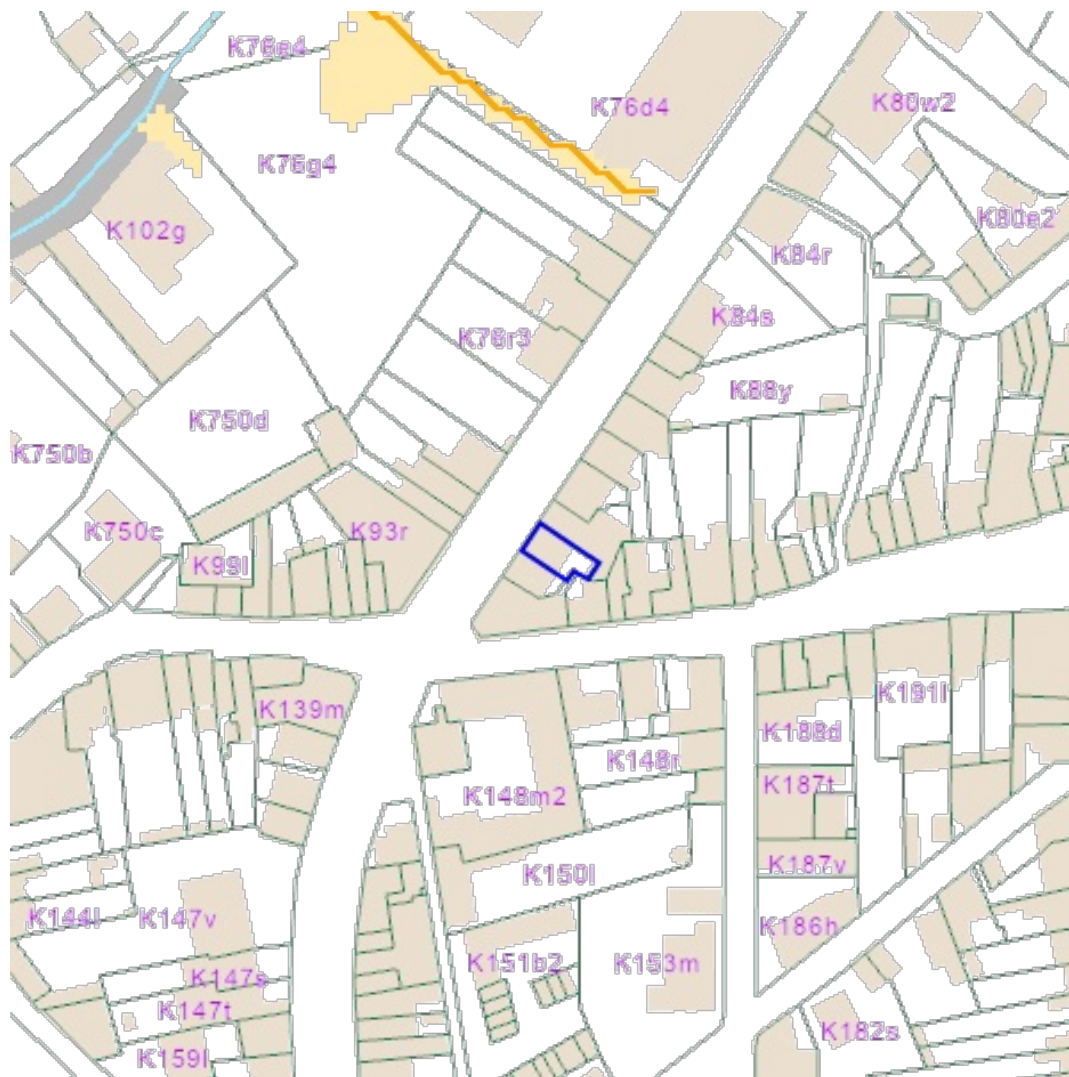 K76e4
K76d4
K80w2
K76g4
K80e2
K102g
K84r
K84s
K76r3
K88y
K750d
K750b
K750c
K93r
K99l
K191l
K139m
K188d
K148r
K187t
K148m2
K187v
K150l
K144l
K147v
K186h
K151b2
K153m
K147s
K147t
K182s
K159l